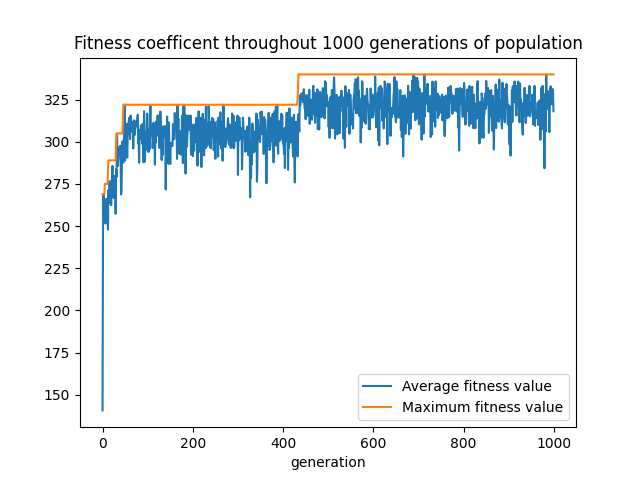 Fitness coefficent throughout 1000 generations of population
325
300
275
250
225
200
175
150
0 200 400 600 800 1000
generation
Average fitness value
Maximum fitness value